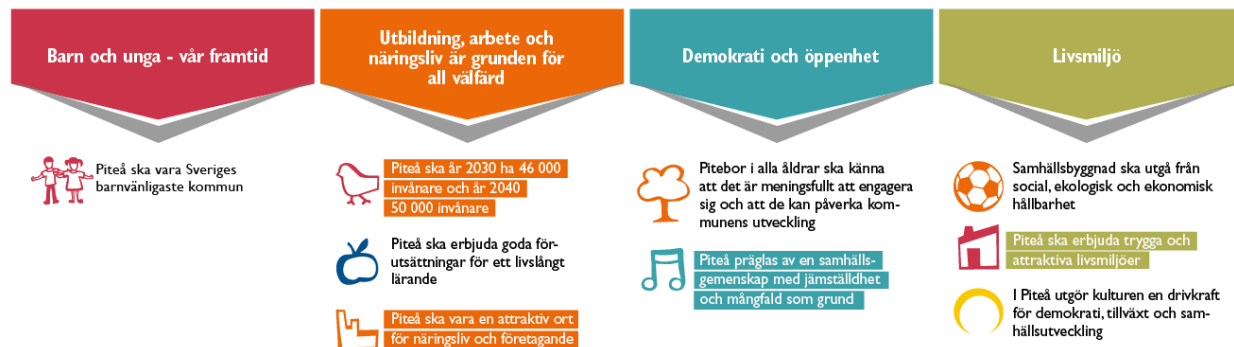 Barn och unga - vår framtid
Piteå ska vara Sveriges
barnvänligaste kommun
Utbildning, arbete och
näringsliv är grunden för
all välfärd
Piteå ska år 2030 ha 46 000
invånare och år 2040
50 000 invånare
Piteå ska erbjuda goda för-
utsättningar för ett livslångt
lärande
Piteå ska vara en attraktiv ort
för näringsliv och företagande
Demokrati och öppenhet
Pitebor i alla åldrar ska känna
att det är meningsfullt att engagera
sig och att de kan påverka kom-
munens utveckling
Piteå präglas av en samhälls-
gemenskap med jämställdhet
och mångfald som grund
Livsmiljö
Samhällsbyggnad ska utgå från
social, ekologisk och ekonomisk
hållbarhet
Piteå ska erbjuda trygga och
attraktiva livsmiljöer
I Piteå utgör kulturen en drivkraft
för demokrati, tillväxt och sam-
hällsutveckling